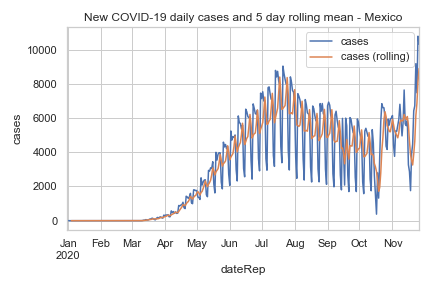 New COVID-19 daily cases and 5 day rolling mean - Mexico
cases
cases (rolling)
10000
8000
6000
4000
2000
0
cases
Jan Feb Mar Apr May Jun Jul Aug Sep Oct Nov
2020
dateRep